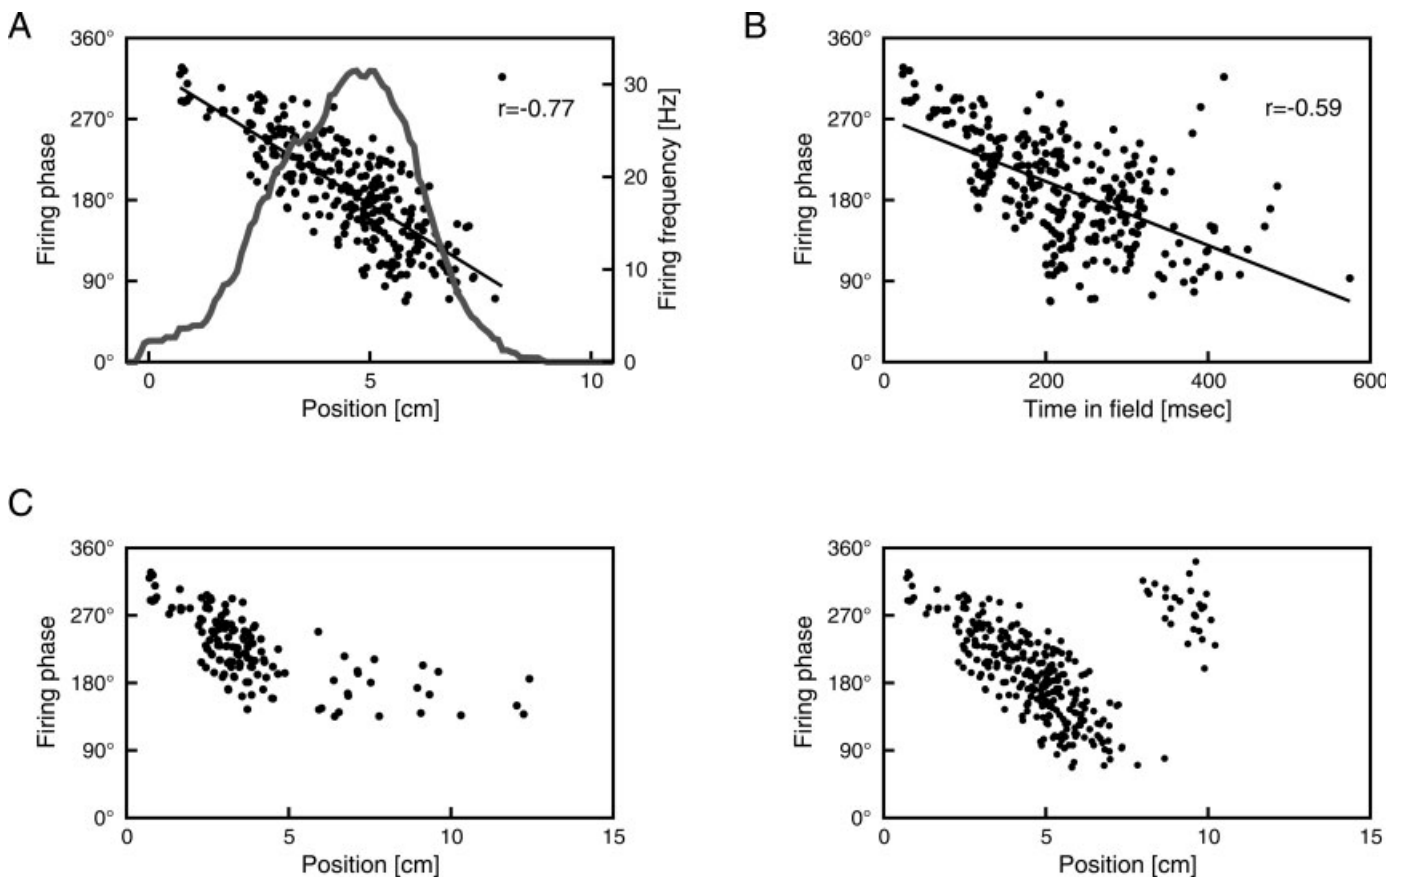 A
360°
270°
180°
90°
0°
Firing phase
r=-0.77
30
20
10
0
Firing frequency [Hz]
0 5 10
Position [cm]
B
360°
270°
180°
90°
0°
Firing phase
r=-0.59
0 200 400 600
Time in field [msec]
C
360°
270°
180°
90°
0°
Firing phase
0 5 10 15
Position [cm]
360°
270°
180°
90°
0°
Firing phase
0 5 10 15
Position [cm]